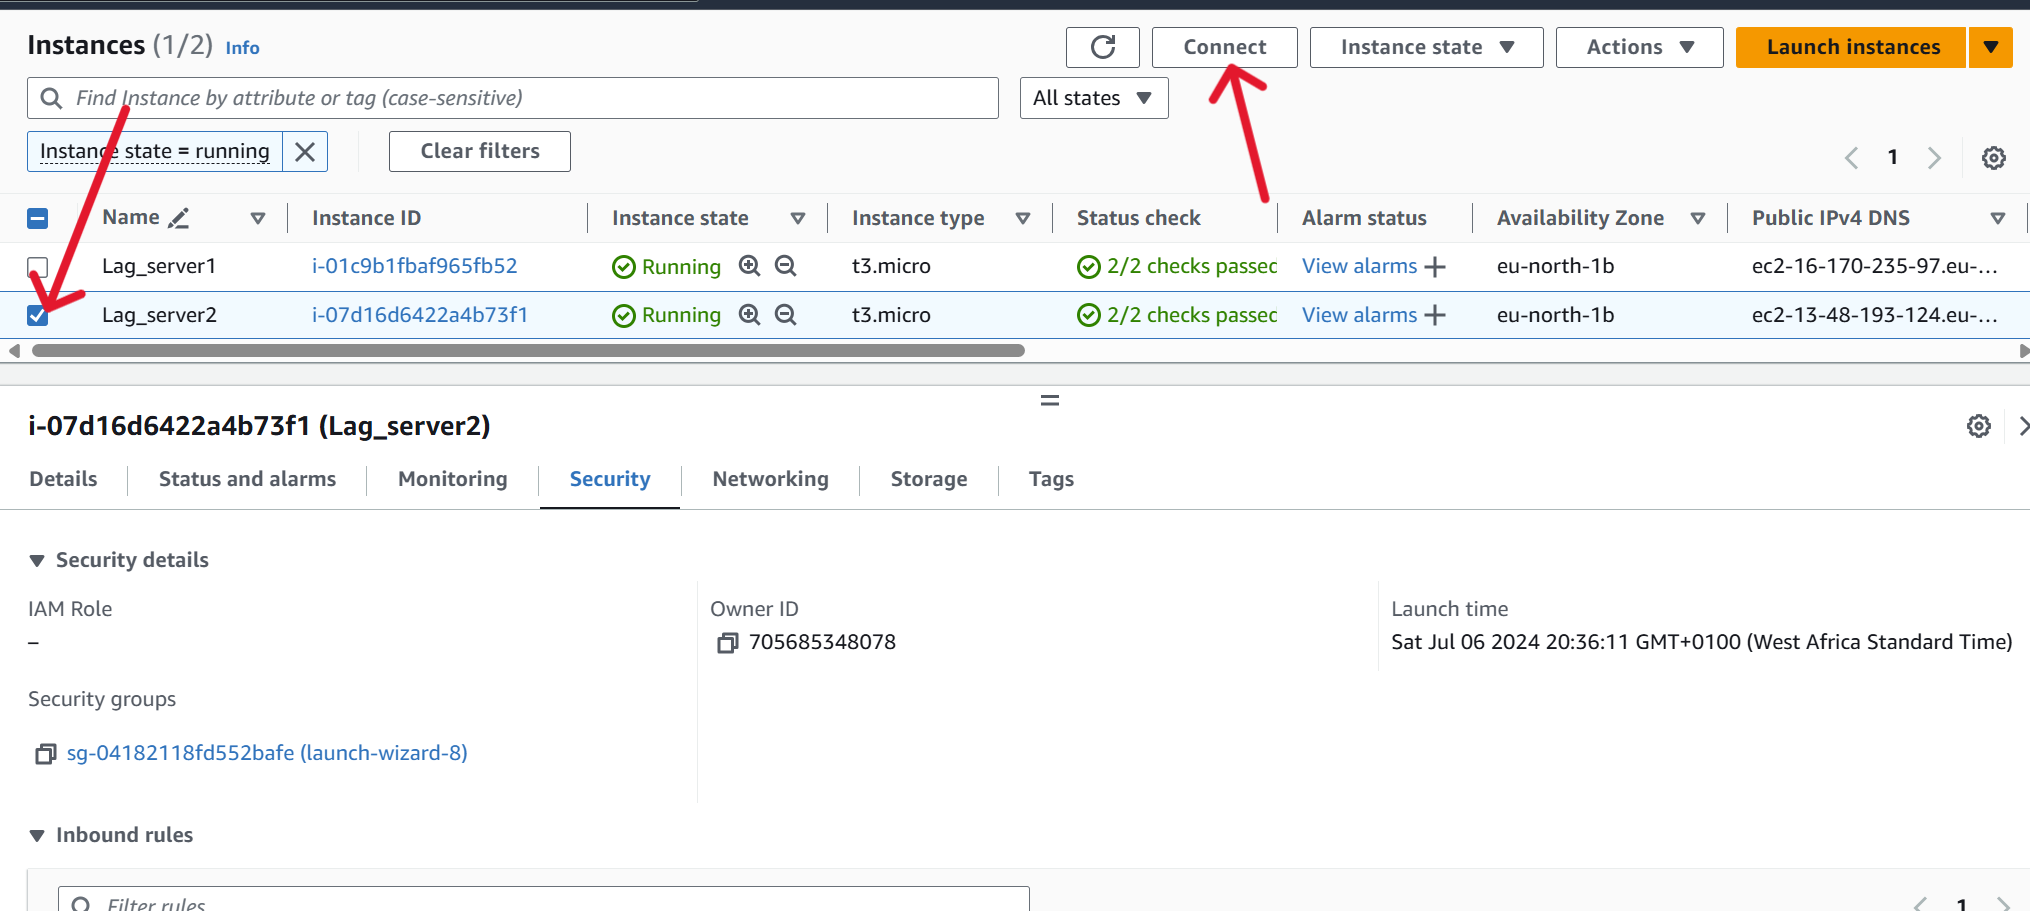 Instances (1/2) Info
Connect
Instance state
Actions
Launch instances
Find Instance by attribute or tag (case-sensitive)
All states
Instance state = running
Clear filters
1
Name Instance ID Instance state Instance type Status check Alarm status Availability Zone Public IPv4 DNS
Lag_server1 i-01c9b1fbaf965fb52 Running t3.micro 2/2 checks passed View alarms eu-north-1b ec2-16-170-235-97.eu-...
Lag_server2 i-07d16d6422a4b73f1 Running t3.micro 2/2 checks passed View alarms eu-north-1b ec2-13-48-193-124.eu-...
i-07d16d6422a4b73f1 (Lag_server2)
Details Status and alarms Monitoring Security Networking Storage Tags
Security details
IAM Role
–
Owner ID
705685348078
Launch time
Sat Jul 06 2024 20:36:11 GMT+0100 (West Africa Standard Time)
Security groups
sg-04182118fd552bafe (launch-wizard-8)
Inbound rules
Filter rules
1